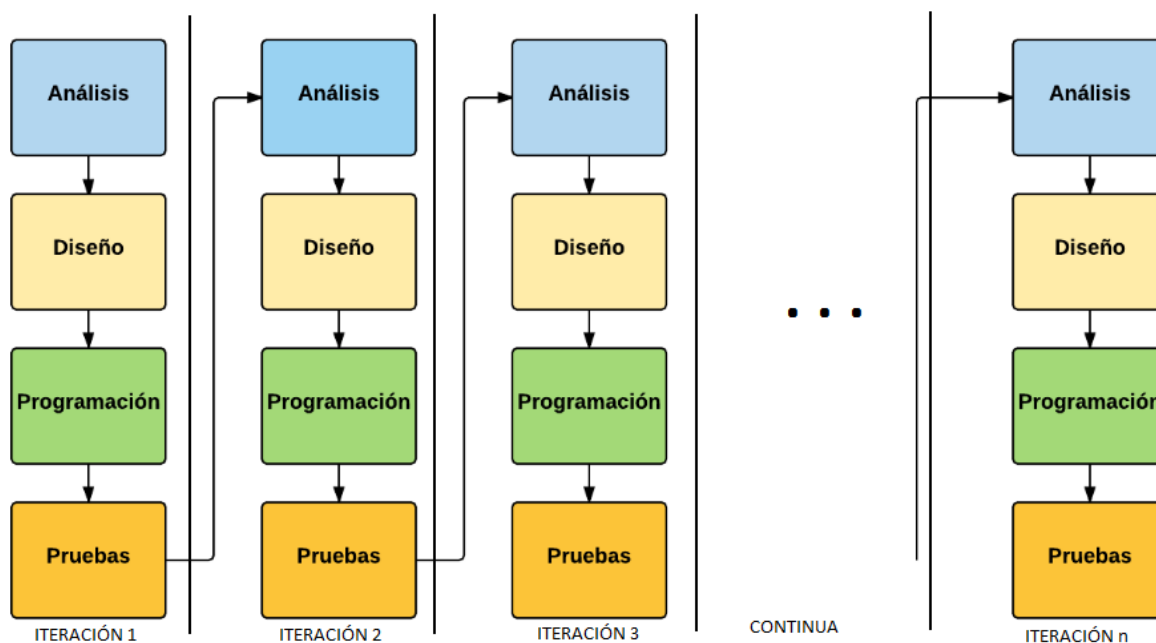 Análisis
Diseño
Programación
Pruebas
ITERACIÓN 1
Análisis
Diseño
Programación
Pruebas
ITERACIÓN 2
Análisis
Diseño
Programación
Pruebas
ITERACIÓN 3
. . .
CONTINUA
Análisis
Diseño
Programación
Pruebas
ITERACIÓN n